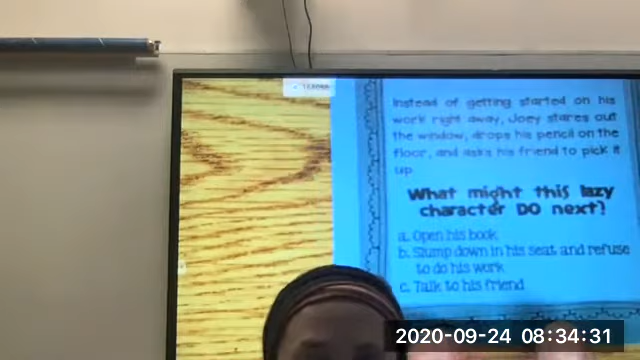 Instead of getting started on his
work right away, Joey stares out
the window, drops his pencil on the
floor, and asks his friend to pick it
up
What might this lazy
character DO next?
a. Open his book
b. Slump down in his seat and refuse
to do his work
c. Talk to his friend
2020-09-24 08:34:31